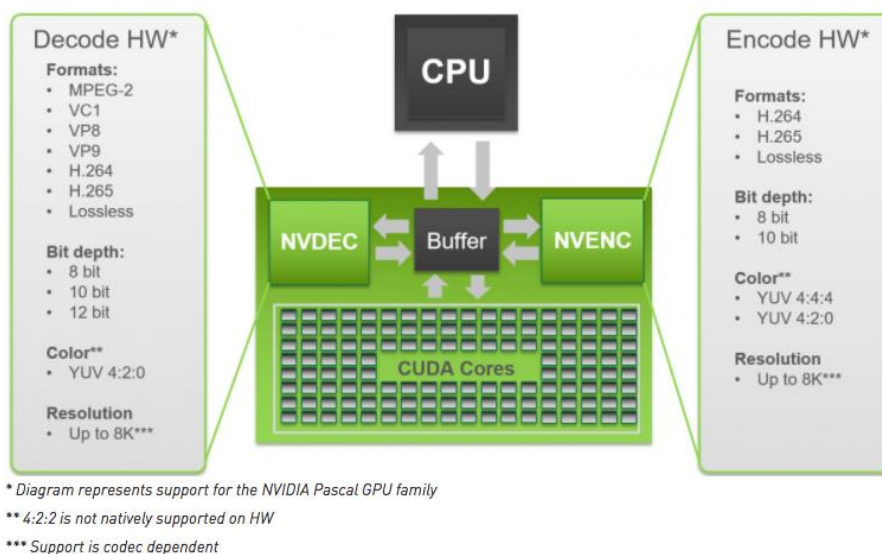 Decode HW*
Formats:
• MPEG-2
• VC1
• VP8
• VP9
• H.264
• H.265
• Lossless
Bit depth:
• 8 bit
• 10 bit
• 12 bit
Color**
• YUV 4:2:0
Resolution
• Up to 8K***
CPU
NVDEC
Buffer
NVENC
CUDA Cores
Encode HW*
Formats:
• H.264
• H.265
• Lossless
Bit depth:
• 8 bit
• 10 bit
Color**
• YUV 4:4:4
• YUV 4:2:0
Resolution
• Up to 8K***
* Diagram represents support for the NVIDIA Pascal GPU family
** 4:2:2 is not natively supported on HW
*** Support is codec dependent